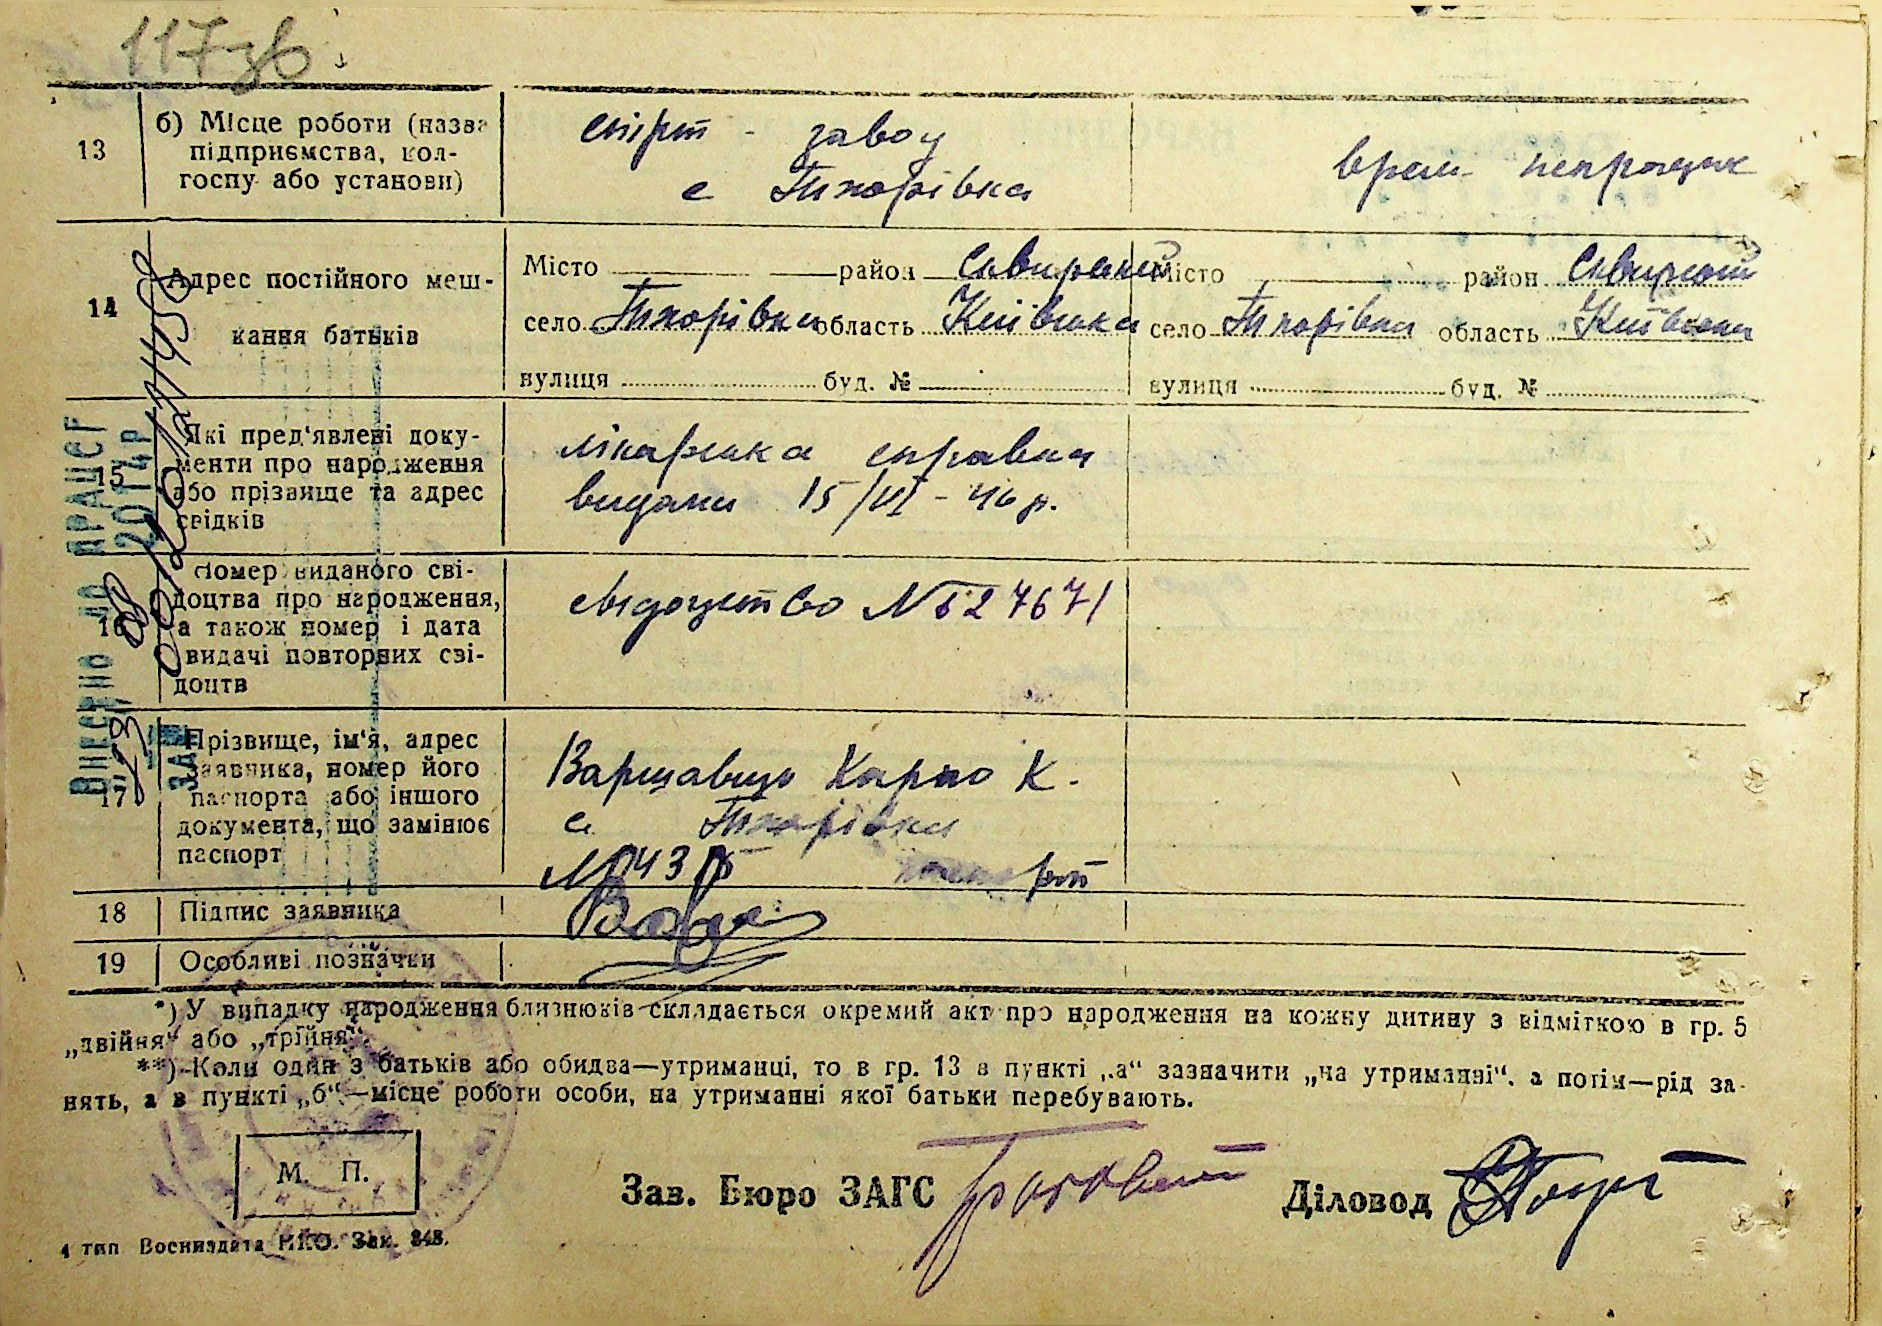 117 зв
13
б) Місце роботи (назва
підприємства, кол-
госпу або установи)
спірт - завод
с Тхорівка
врем непрацює
14
Адрес постійного меш-
кання батьків
Місто район Сквирський
село Тхорівка область Київська
вулиця буд. №
Місто район Сквирський
село Тхорівка область Київська
вулиця буд. №
15
Які пред‘явлені доку-
менти про народження
або прізвище та адрес
свідків
лікарська справка
видана 15/VI - 46 р.
16
Номер виданого сві-
доцтва про народження,
а також номер і дата
видачі повторних сві-
доцтв
свідоцтво №
17
Прізвище, ім‘я, адрес
заявника, номер його
паспорта або іншого
документа, що замінює
паспорт
Карпо К.
с Тхорівка
паспорт
18
Підпис заявника
19
Особливі позначки
*) У випадку народження близнюків складається окремий акт про народження на кожну дитину з відміткою в гр. 5
„двійня“ або „трійня“.
**) Коли один з батьків або обидва—утриманці, то в гр. 13 в пункті „а“ зазначити „на утриманні“, а потім—рід за-
нять, а в пункті „б“—місце роботи особи, на утриманні якої батьки перебувають.
М. П.
Зав. Бюро ЗАГС
Діловод
4 тип Воениздата НКО. Зак. 348.
Внесено до
ДРАЦСГ